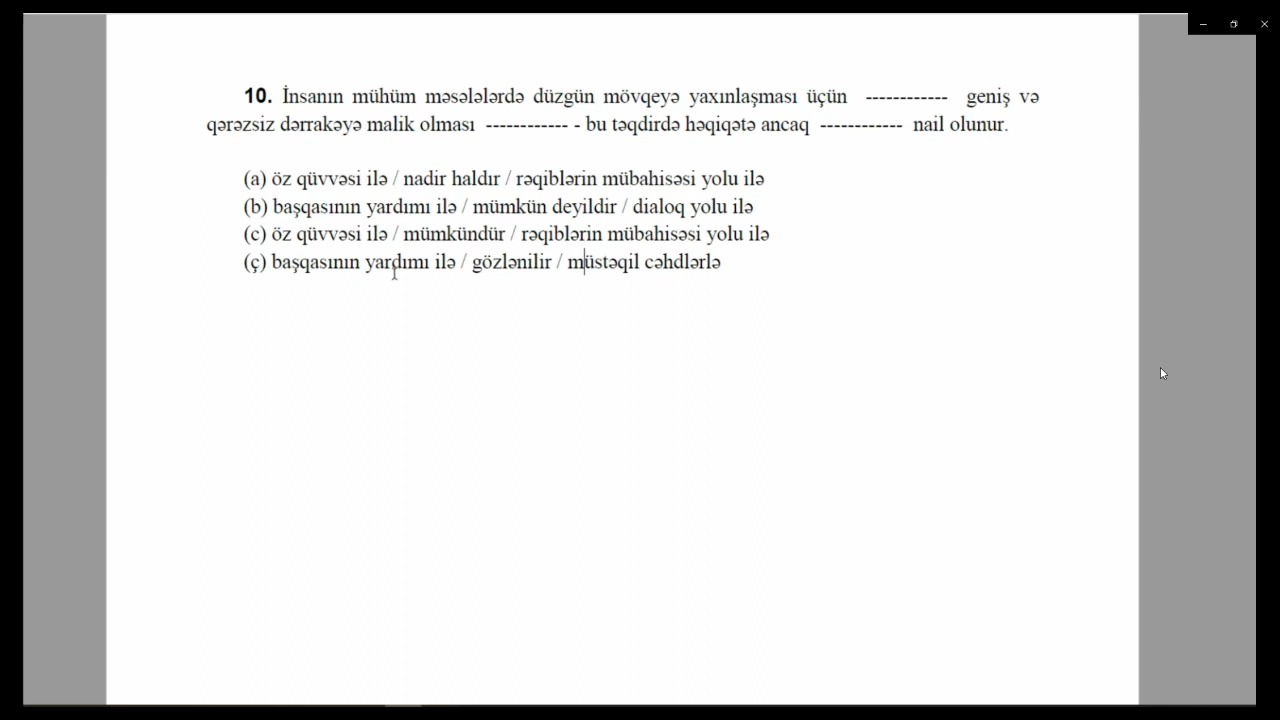 10. İnsanın mühüm məsələlərdə düzgün mövqeyə yaxınlaşması üçün ------------ geniş və
qərəzsiz dərrakəyə malik olması ------------ - bu təqdirdə həqiqətə ancaq ------------ nail olunur.
(a) öz qüvvəsi ilə / nadir haldır / rəqiblərin mübahisəsi yolu ilə
(b) başqasının yardımı ilə / mümkün deyildir / dialoq yolu ilə
(c) öz qüvvəsi ilə / mümkündür / rəqiblərin mübahisəsi yolu ilə
(ç) başqasının yardımı ilə / gözlənilir / müstəqil cəhdlərlə